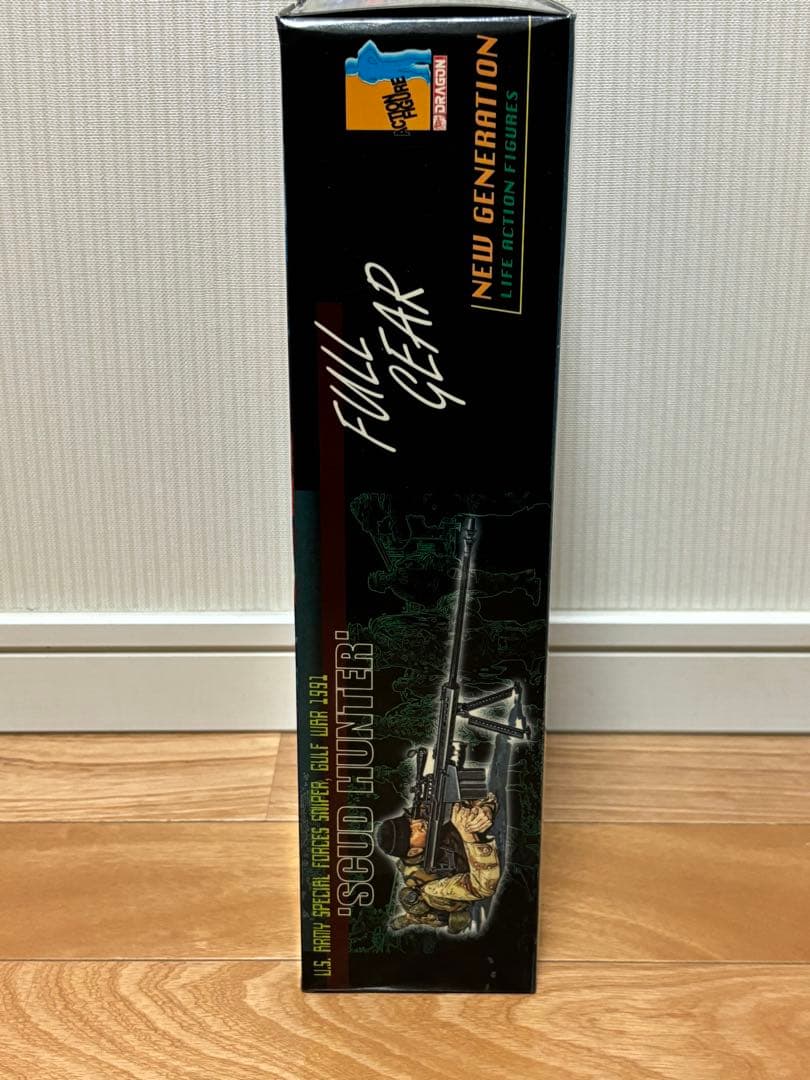 U.S. ARMY SPECIAL FORCES SNIPER, GULF WAR 1991
'SCUD HUNTER'
FULL
GEAR
ACTION
FIGURE
DRAGON
NEW GENERATION
LIFE ACTION FIGURES